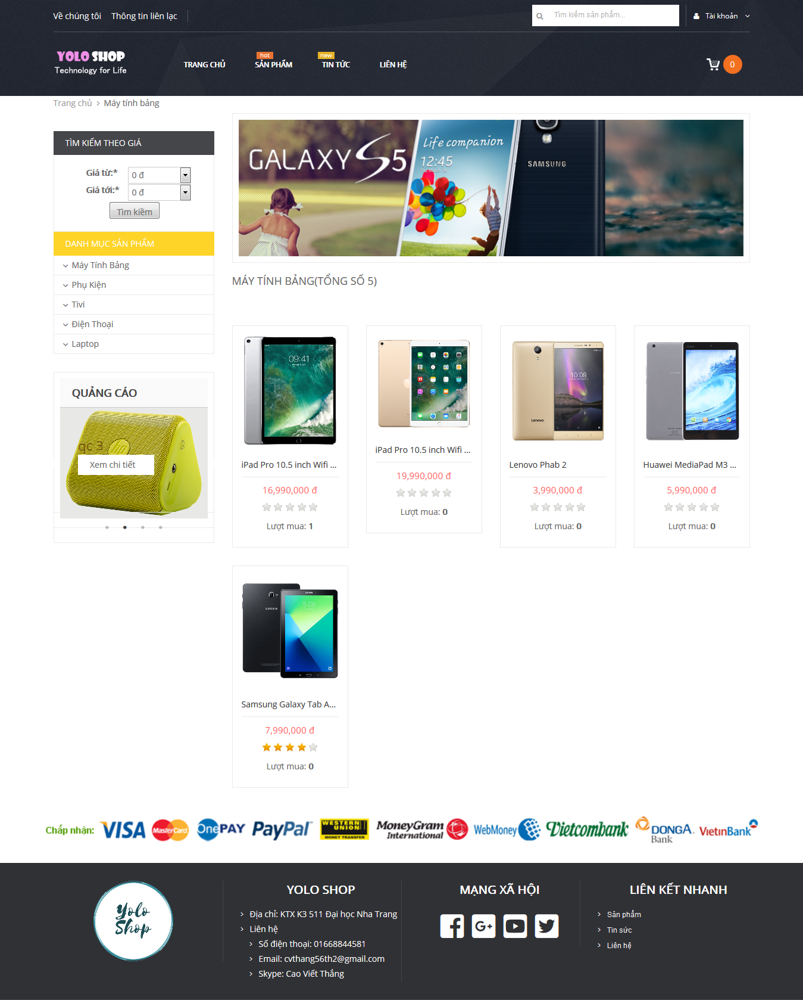 Về chúng tôi Thông tin liên lạc
Tìm kiếm sản phẩm...
Tài khoản
YOLO SHOP
Technology for Life
TRANG CHỦ
hot
SẢN PHẨM
new
TIN TỨC
LIÊN HỆ
0
Trang chủ > Máy tính bảng
TÌM KIẾM THEO GIÁ
Giá từ:* 0 đ
Giá tới:* 0 đ
Tìm kiềm
DANH MỤC SẢN PHẨM
Máy Tính Bảng
Phụ Kiện
Tivi
Điện Thoại
Laptop
QUẢNG CÁO
qc3
hp
Xem chi tiết
GALAXY S5
Life companion
12:45
SAMSUNG
MÁY TÍNH BẢNG(TỔNG SỐ 5)
09:41
iPad Pro 10.5 inch Wifi ...
16,990,000 đ
Lượt mua: 1
iPad Pro 10.5 inch Wifi ...
19,990,000 đ
Lượt mua: 0
10:08
Lenovo
Lenovo Phab 2
3,990,000 đ
Lượt mua: 0
Huawei MediaPad M3 ...
5,990,000 đ
Lượt mua: 0
5:08
SAMSUNG
Samsung Galaxy Tab A...
7,990,000 đ
Lượt mua: 0
Chấp nhận:
VISA
MasterCard
OnePAY
PayPal
WESTERN UNION
MONEY TRANSFER
MoneyGram
International
WebMoney
Vietcombank
DONGA
Bank
VietinBank
Yolo
Shop
YOLO SHOP
Địa chỉ: KTX K3 511 Đại học Nha Trang
Liên hệ
Số điện thoại: 01668844581
Email: cvthang56th2@gmail.com
Skype: Cao Viết Thắng
MẠNG XÃ HỘI
LIÊN KẾT NHANH
Sản phẩm
Tin sức
Liên hệ